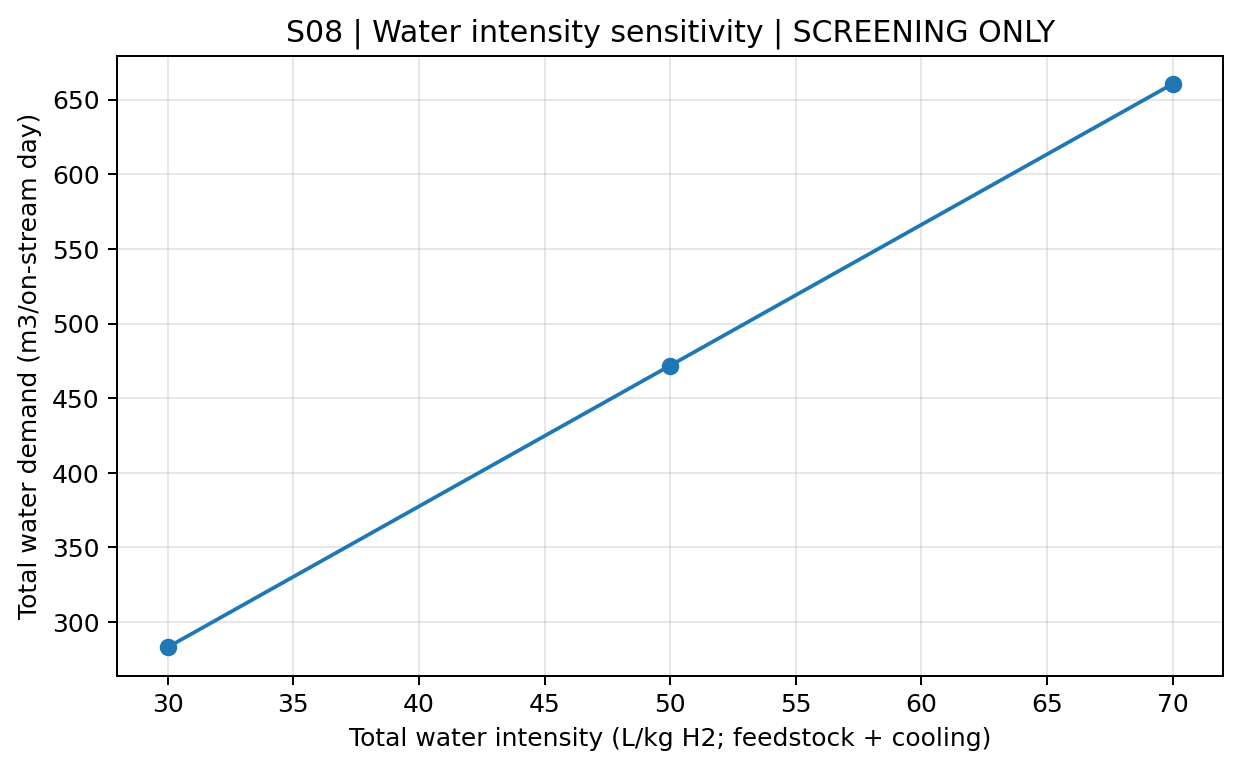 S08 | Water intensity sensitivity | SCREENING ONLY
Total water demand (m3/on-stream day)
650
600
550
500
450
400
350
300
30 35 40 45 50 55 60 65 70
Total water intensity (L/kg H2; feedstock + cooling)